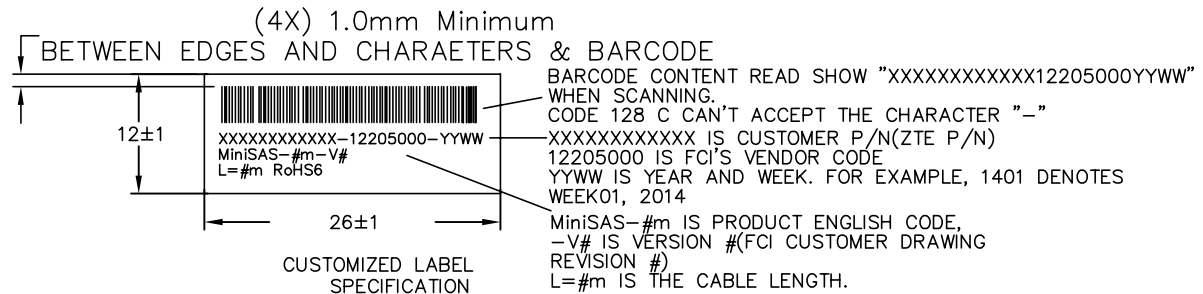 (4X) 1.0mm Minimum
BETWEEN EDGES AND CHARAETERS & BARCODE
12±1
XXXXXXXXXXXX-12205000-YYWW
MiniSAS-#m-V#
L=#m RoHS6
26±1
CUSTOMIZED LABEL
SPECIFICATION
BARCODE CONTENT READ SHOW "XXXXXXXXXXXX12205000YYWW"
WHEN SCANNING.
CODE 128 C CAN'T ACCEPT THE CHARACTER "-"
XXXXXXXXXXXX IS CUSTOMER P/N(ZTE P/N)
12205000 IS FCI'S VENDOR CODE
YYWW IS YEAR AND WEEK. FOR EXAMPLE, 1401 DENOTES
WEEK01, 2014
MiniSAS-#m IS PRODUCT ENGLISH CODE,
-V# IS VERSION #(FCI CUSTOMER DRAWING
REVISION #)
L=#m IS THE CABLE LENGTH.